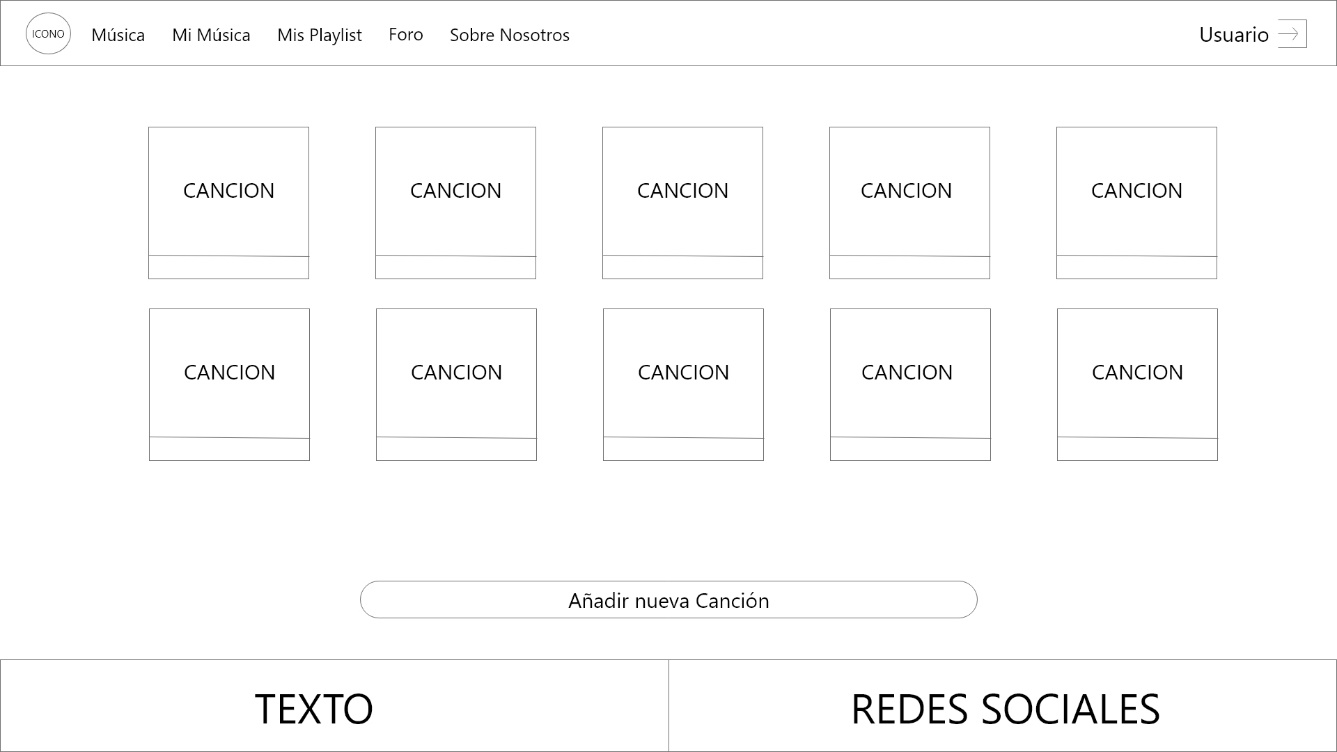 ICONO Música Mi Música Mis Playlist Foro Sobre Nosotros Usuario
CANCION CANCION CANCION CANCION CANCION
CANCION CANCION CANCION CANCION CANCION
Añadir nueva Canción
TEXTO REDES SOCIALES